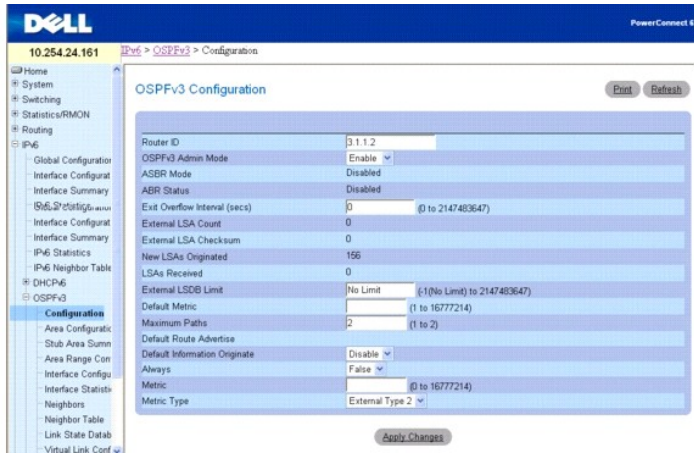 DELL
PowerConnect 6
10.254.24.161
IPv6 > OSPFv3 > Configuration
Home
System
Switching
Statistics/RMON
Routing
IPv6
Global Configuration
Interface Configurat
Interface Summary
Interface Configurat
Interface Summary
IPv6 Statistics
IPv6 Neighbor Table
DHCPv6
OSPFv3
Configuration
Area Configuratic
Stub Area Summ
Area Range Con
Interface Configu
Interface Statisti
Neighbors
Neighbor Table
Link State Datab
Virtual Link Conf
OSPFv3 Configuration
Print Refresh
Router ID 3.1.1.2
OSPFv3 Admin Mode Enable
ASBR Mode Disabled
ABR Status Disabled
Exit Overflow Interval (secs) 0 (0 to 2147483647)
External LSA Count 0
External LSA Checksum 0
New LSAs Originated 156
LSAs Received 0
External LSDB Limit No Limit (-1(No Limit) to 2147483647)
Default Metric (1 to 16777214)
Maximum Paths 2 (1 to 2)
Default Route Advertise
Default Information Originate Disable
Always False
Metric (0 to 16777214)
Metric Type External Type 2
Apply Changes